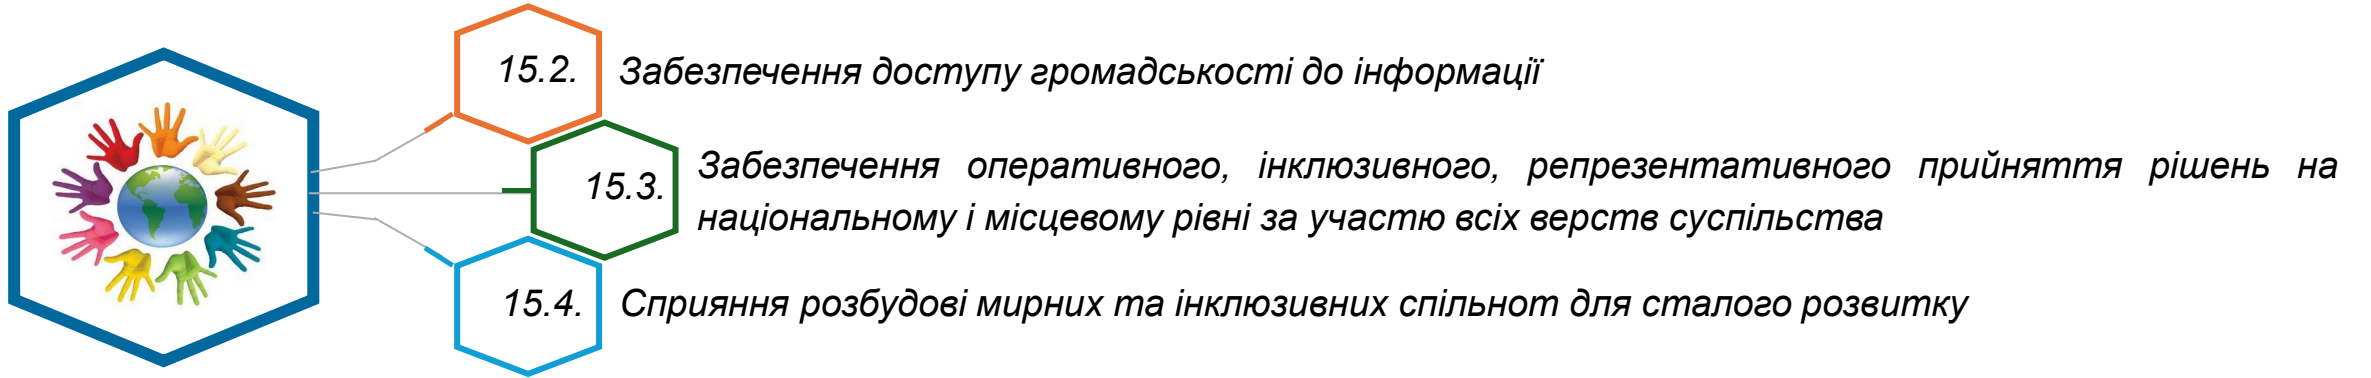 15.2. Забезпечення доступу громадськості до інформації
15.3. Забезпечення оперативного, інклюзивного, репрезентативного прийняття рішень на
національному і місцевому рівні за участю всіх верств суспільства
15.4. Сприяння розбудові мирних та інклюзивних спільнот для сталого розвитку